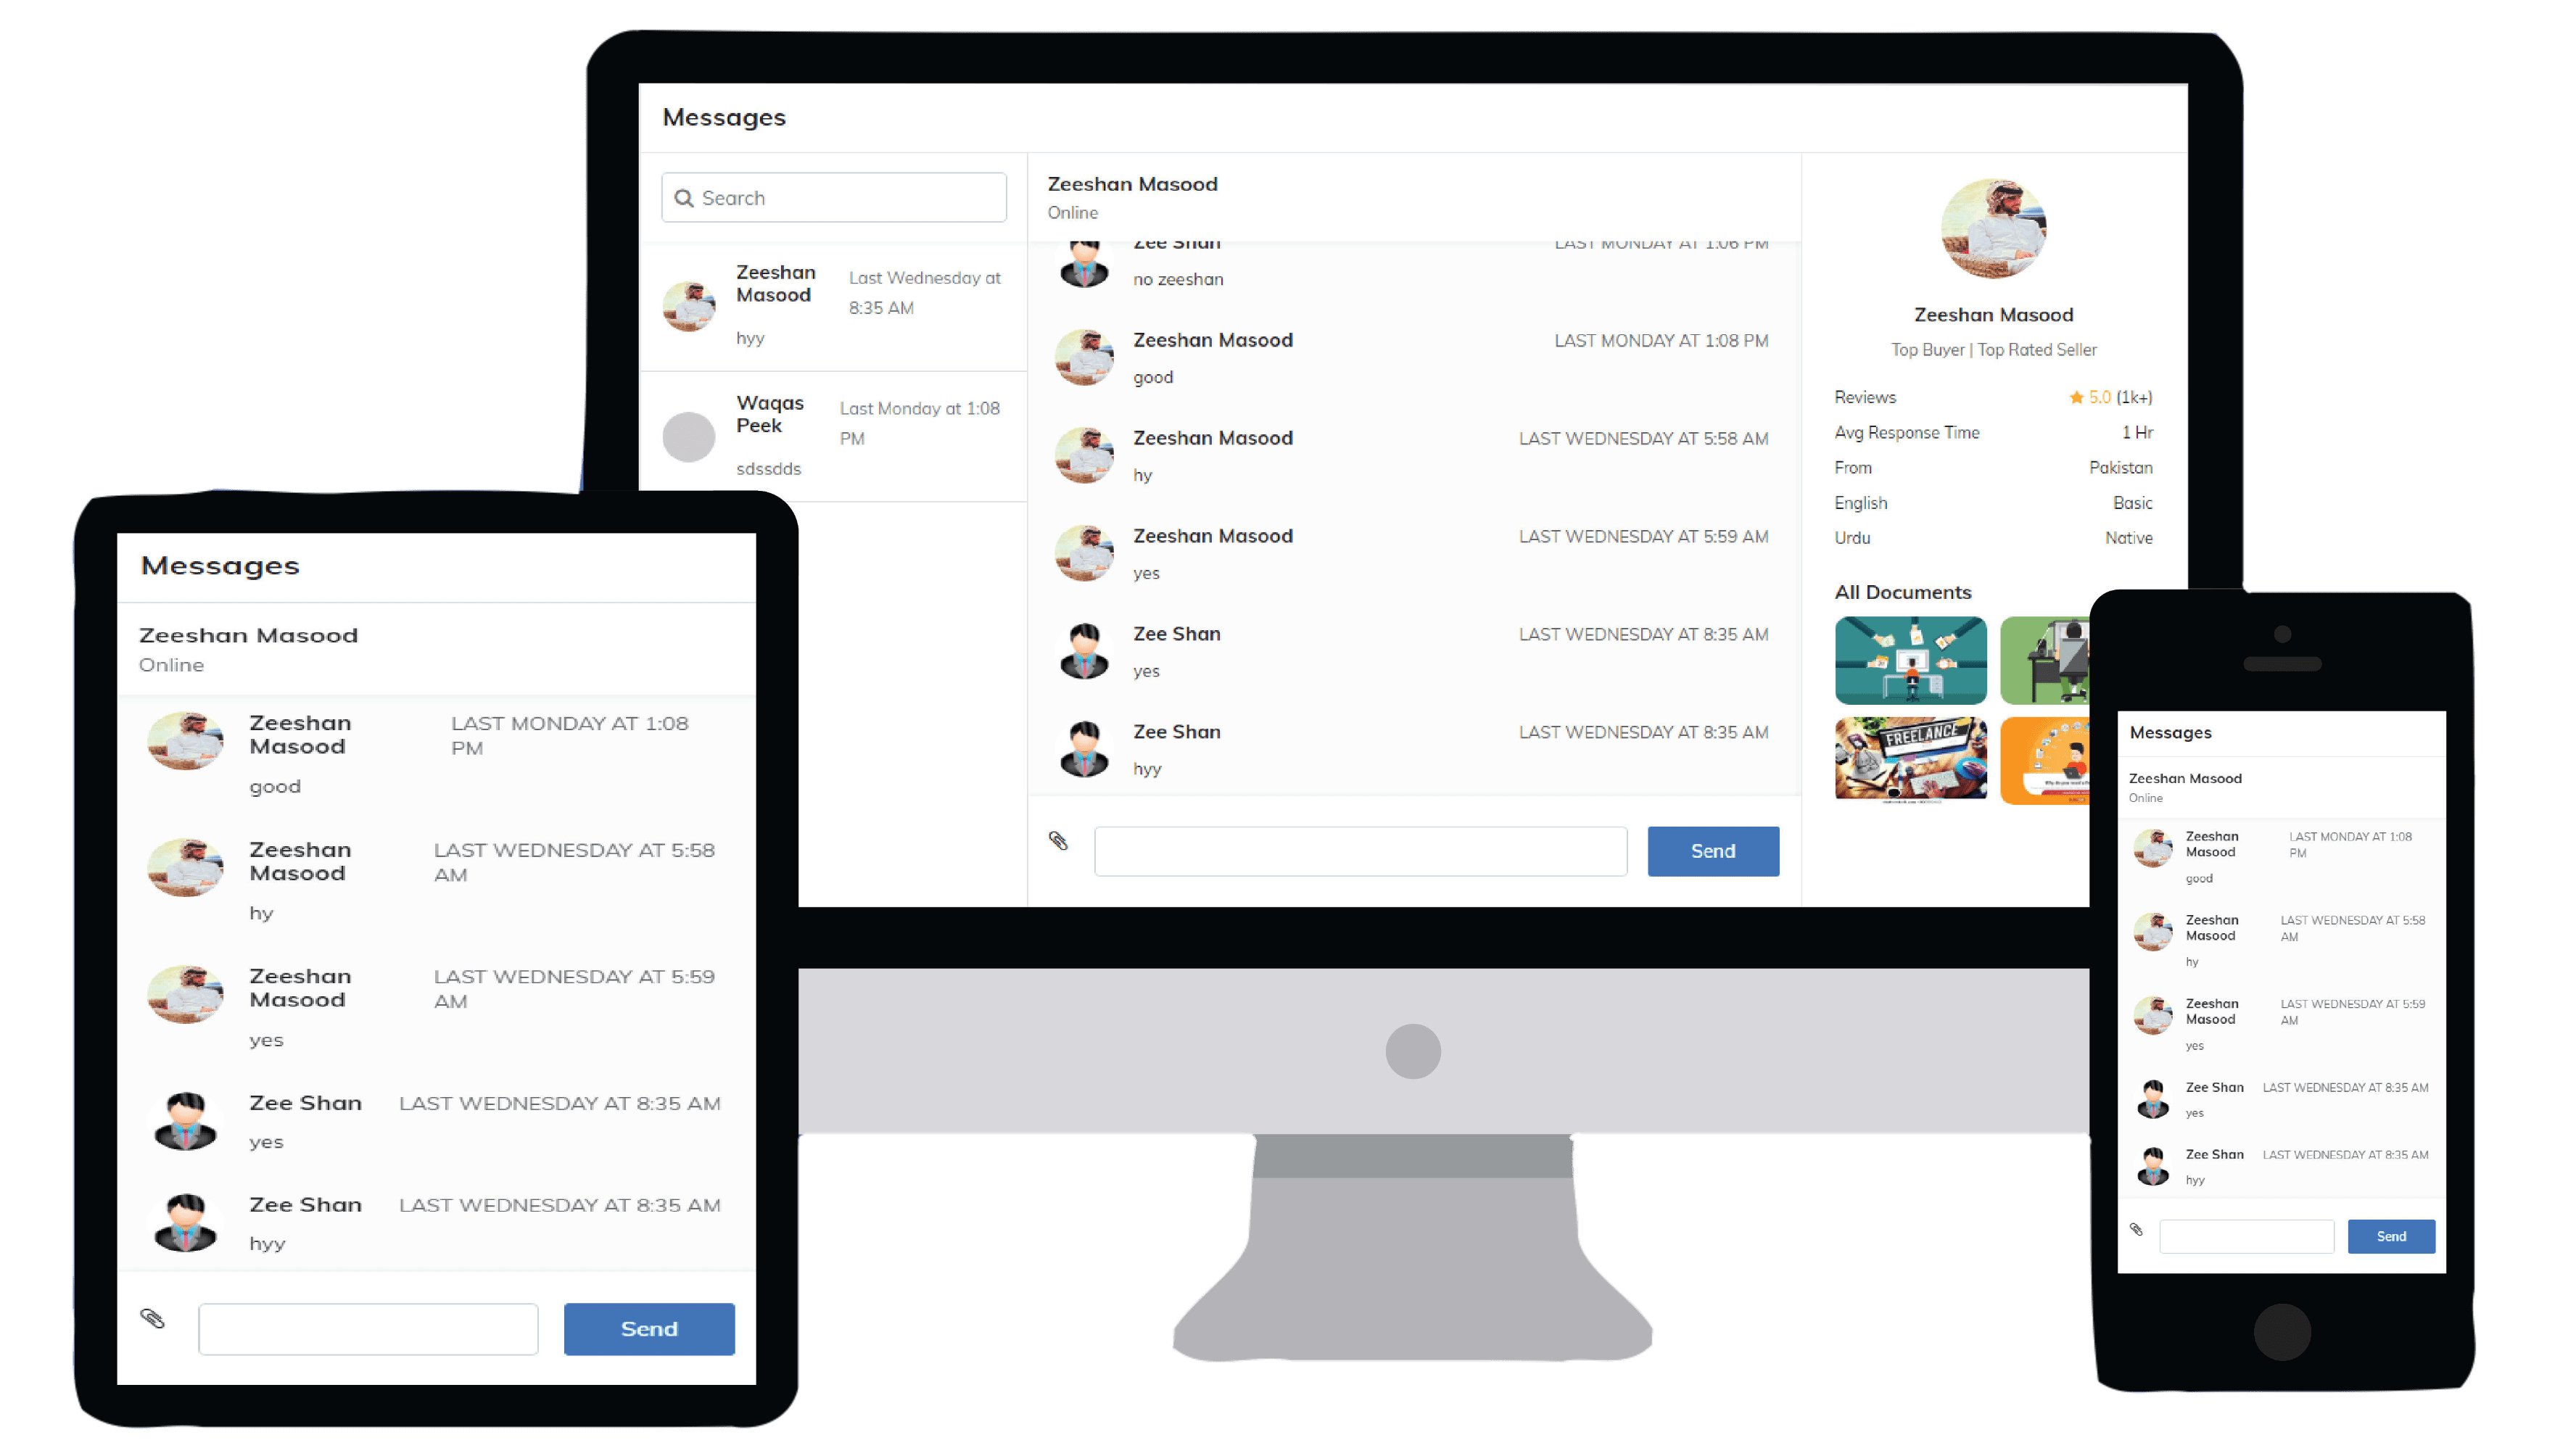 Messages
Search
Zeeshan
Masood
Last Wednesday at
8:35 AM
hyy
Waqas
Peek
Last Monday at 1:08
PM
sdssdds
Zeeshan Masood
Online
Zee Shan
LAST MONDAY AT 1:06 PM
no zeeshan
Zeeshan Masood
LAST MONDAY AT 1:08 PM
good
Zeeshan Masood
LAST WEDNESDAY AT 5:58 AM
hy
Zeeshan Masood
LAST WEDNESDAY AT 5:59 AM
yes
Zee Shan
LAST WEDNESDAY AT 8:35 AM
yes
Zee Shan
LAST WEDNESDAY AT 8:35 AM
hyy
Send
Zeeshan Masood
Top Buyer | Top Rated Seller
Reviews
5.0 (1k+)
Avg Response Time
1 Hr
From
Pakistan
English
Basic
Urdu
Native
All Documents
FREELANCE
Messages
Zeeshan Masood
Online
Zeeshan
Masood
LAST MONDAY AT 1:08
PM
good
Zeeshan
Masood
LAST WEDNESDAY AT 5:58
AM
hy
Zeeshan
Masood
LAST WEDNESDAY AT 5:59
AM
yes
Zee Shan
LAST WEDNESDAY AT 8:35 AM
yes
Zee Shan
LAST WEDNESDAY AT 8:35 AM
hyy
Send
Messages
Zeeshan Masood
Online
Zeeshan
Masood
LAST MONDAY AT 1:08
PM
good
Zeeshan
Masood
LAST WEDNESDAY AT 5:58
AM
hy
Zeeshan
Masood
LAST WEDNESDAY AT 5:59
AM
yes
Zee Shan
LAST WEDNESDAY AT 8:35 AM
yes
Zee Shan
LAST WEDNESDAY AT 8:35 AM
hyy
Send